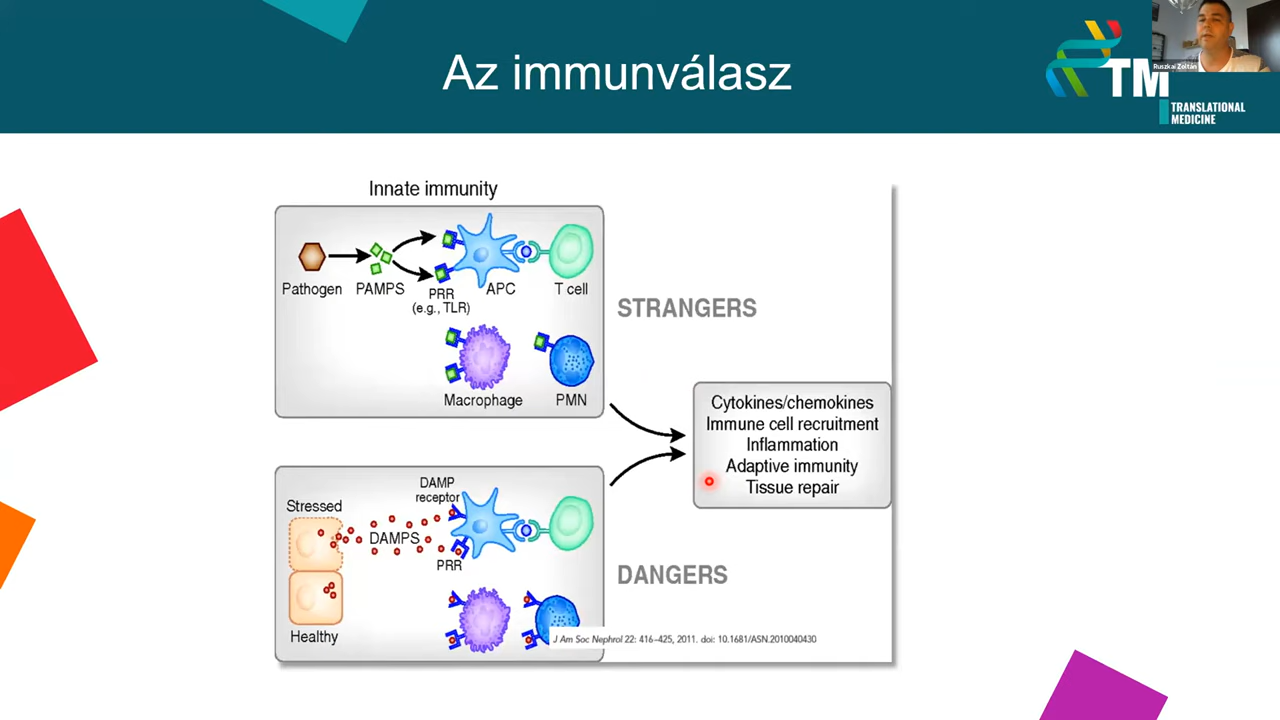 Az immunválasz
Ruszkai Zoltán
TM
TRANSLATIONAL
MEDICINE
Innate immunity
Pathogen
PAMPS
PRR
(e.g., TLR)
APC
T cell
Macrophage
PMN
STRANGERS
Cytokines/chemokines
Immune cell recruitment
Inflammation
Adaptive immunity
Tissue repair
Stressed
DAMP
receptor
DAMPS
PRR
Healthy
DANGERS
J Am Soc Nephrol 22: 416–425, 2011. doi: 10.1681/ASN.2010040430